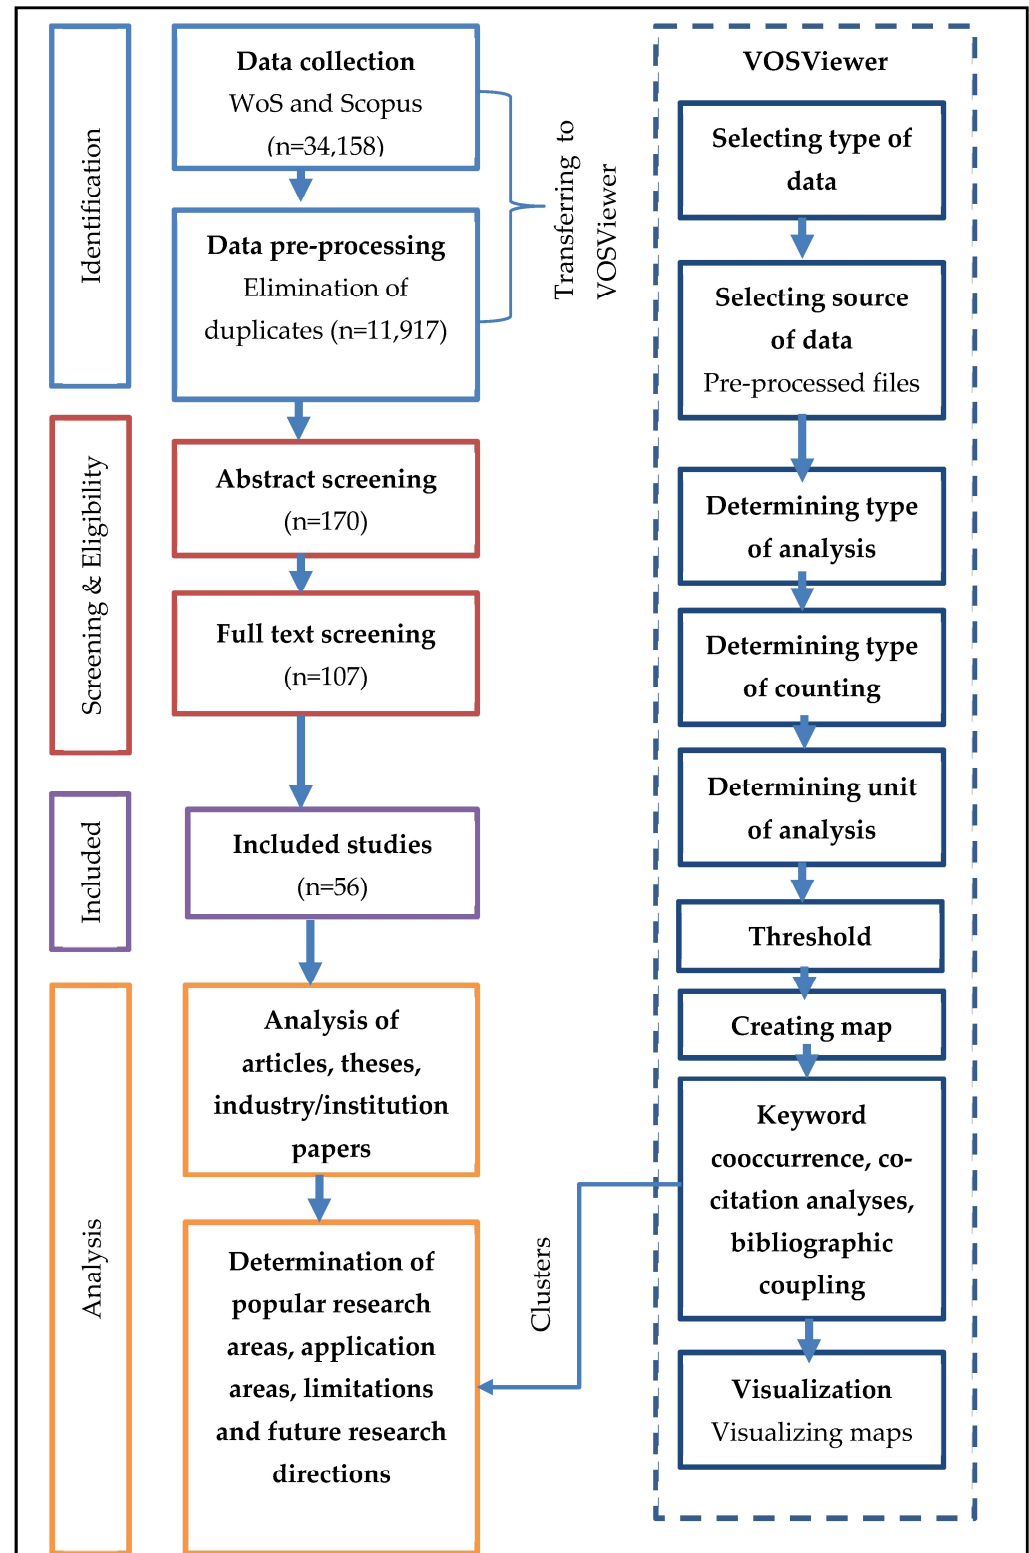 Identification
Data collection
WoS and Scopus
(n=34,158)
Data pre-processing
Elimination of
duplicates (n=11,917)
Transferring to
VOSViewer
Screening & Eligibility
Abstract screening
(n=170)
Full text screening
(n=107)
Included
Included studies
(n=56)
Analysis
Analysis of
articles, theses,
industry/institution
papers
Determination of
popular research
areas, application
areas, limitations
and future research
directions
Clusters
VOSViewer
Selecting type of
data
Selecting source
of data
Pre-processed files
Determining type
of analysis
Determining type
of counting
Determining unit
of analysis
Threshold
Creating map
Keyword
cooccurrence, co-
citation analyses,
bibliographic
coupling
Visualization
Visualizing maps